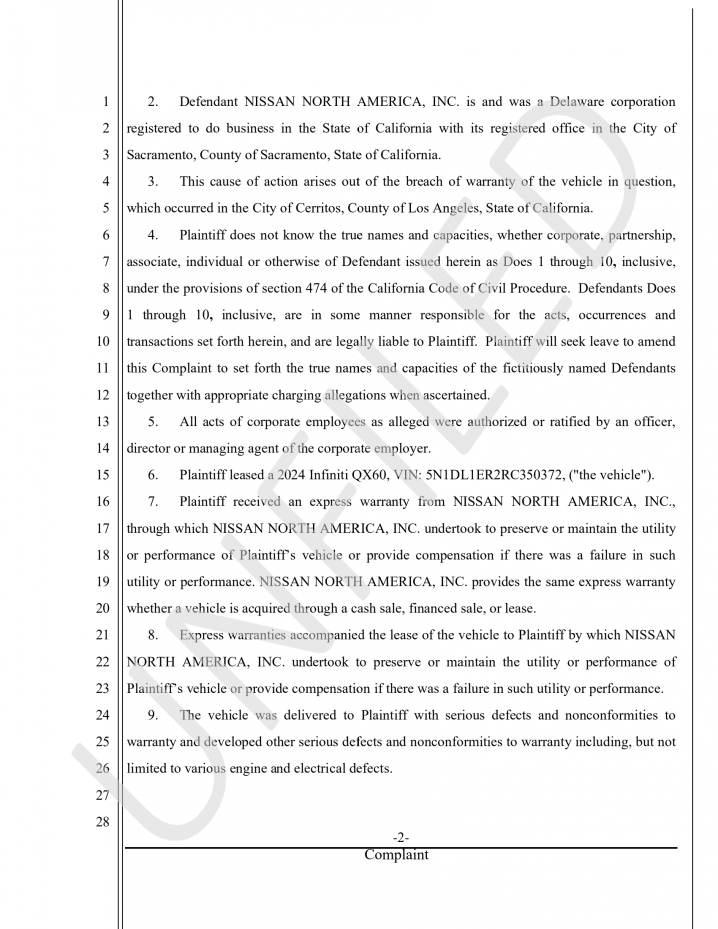 1 2. Defendant NISSAN NORTH AMERICA, INC. is and was a Delaware corporation
2 registered to do business in the State of California with its registered office in the City of
3 Sacramento, County of Sacramento, State of California.
4 3. This cause of action arises out of the breach of warranty of the vehicle in question,
5 which occurred in the City of Cerritos, County of Los Angeles, State of California.
6 4. Plaintiff does not know the true names and capacities, whether corporate, partnership,
7 associate, individual or otherwise of Defendant issued herein as Does 1 through 10, inclusive,
8 under the provisions of section 474 of the California Code of Civil Procedure. Defendants Does
9 1 through 10, inclusive, are in some manner responsible for the acts, occurrences and
10 transactions set forth herein, and are legally liable to Plaintiff. Plaintiff will seek leave to amend
11 this Complaint to set forth the true names and capacities of the fictitiously named Defendants
12 together with appropriate charging allegations when ascertained.
13 5. All acts of corporate employees as alleged were authorized or ratified by an officer,
14 director or managing agent of the corporate employer.
15 6. Plaintiff leased a 2024 Infiniti QX60, VIN: 5N1DL1ER2RC350372, ("the vehicle").
16 7. Plaintiff received an express warranty from NISSAN NORTH AMERICA, INC.,
17 through which NISSAN NORTH AMERICA, INC. undertook to preserve or maintain the utility
18 or performance of Plaintiff's vehicle or provide compensation if there was a failure in such
19 utility or performance. NISSAN NORTH AMERICA, INC. provides the same express warranty
20 whether a vehicle is acquired through a cash sale, financed sale, or lease.
21 8. Express warranties accompanied the lease of the vehicle to Plaintiff by which NISSAN
22 NORTH AMERICA, INC. undertook to preserve or maintain the utility or performance of
23 Plaintiff's vehicle or provide compensation if there was a failure in such utility or performance.
24 9. The vehicle was delivered to Plaintiff with serious defects and nonconformities to
25 warranty and developed other serious defects and nonconformities to warranty including, but not
26 limited to various engine and electrical defects.
27
28
-2-
Complaint
UNFILED